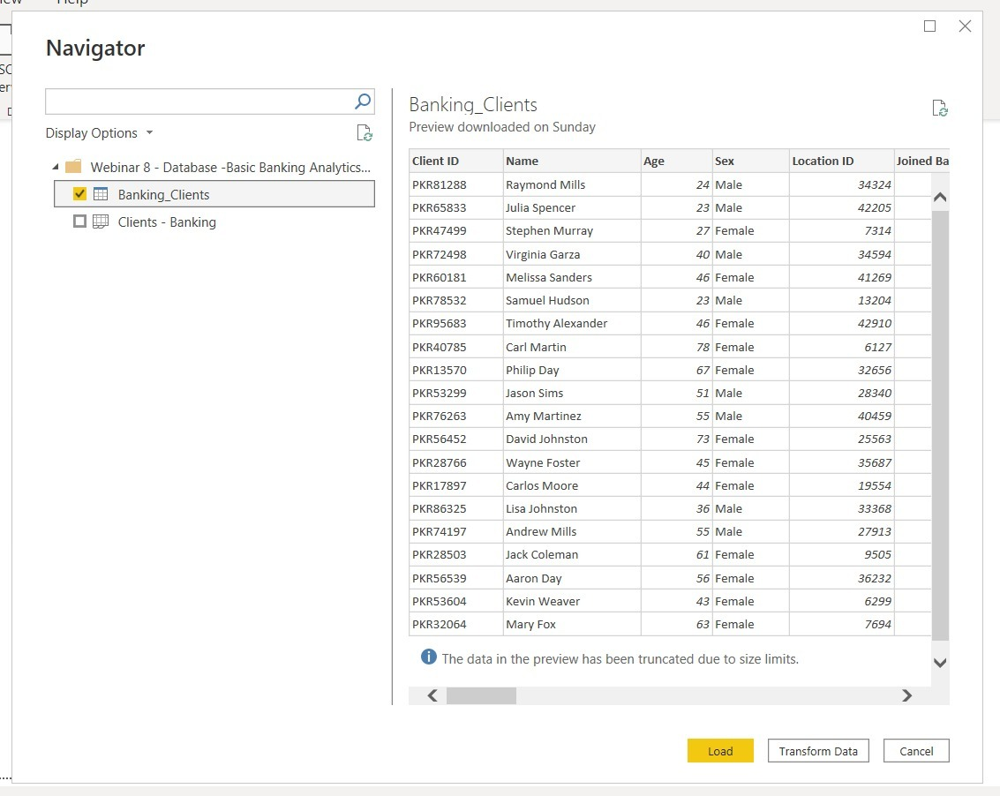 Help
Navigator
Display Options
Webinar 8 - Database -Basic Banking Analytics...
Banking_Clients
Clients - Banking
Banking_Clients
Preview downloaded on Sunday
Client ID Name Age Sex Location ID Joined Ba
PKR81288 Raymond Mills 24 Male 34324
PKR65833 Julia Spencer 23 Male 42205
PKR47499 Stephen Murray 27 Female 7314
PKR72498 Virginia Garza 40 Male 34594
PKR60181 Melissa Sanders 46 Female 41269
PKR78532 Samuel Hudson 23 Male 13204
PKR95683 Timothy Alexander 46 Female 42910
PKR40785 Carl Martin 78 Female 6127
PKR13570 Philip Day 67 Female 32656
PKR53299 Jason Sims 51 Male 28340
PKR76263 Amy Martinez 55 Male 40459
PKR56452 David Johnston 73 Female 25563
PKR28766 Wayne Foster 45 Female 35687
PKR17897 Carlos Moore 44 Female 19554
PKR86325 Lisa Johnston 36 Male 33368
PKR74197 Andrew Mills 55 Male 27913
PKR28503 Jack Coleman 61 Female 9505
PKR56539 Aaron Day 56 Female 36232
PKR53604 Kevin Weaver 43 Female 6299
PKR32064 Mary Fox 63 Female 7694
The data in the preview has been truncated due to size limits.
Load Transform Data Cancel